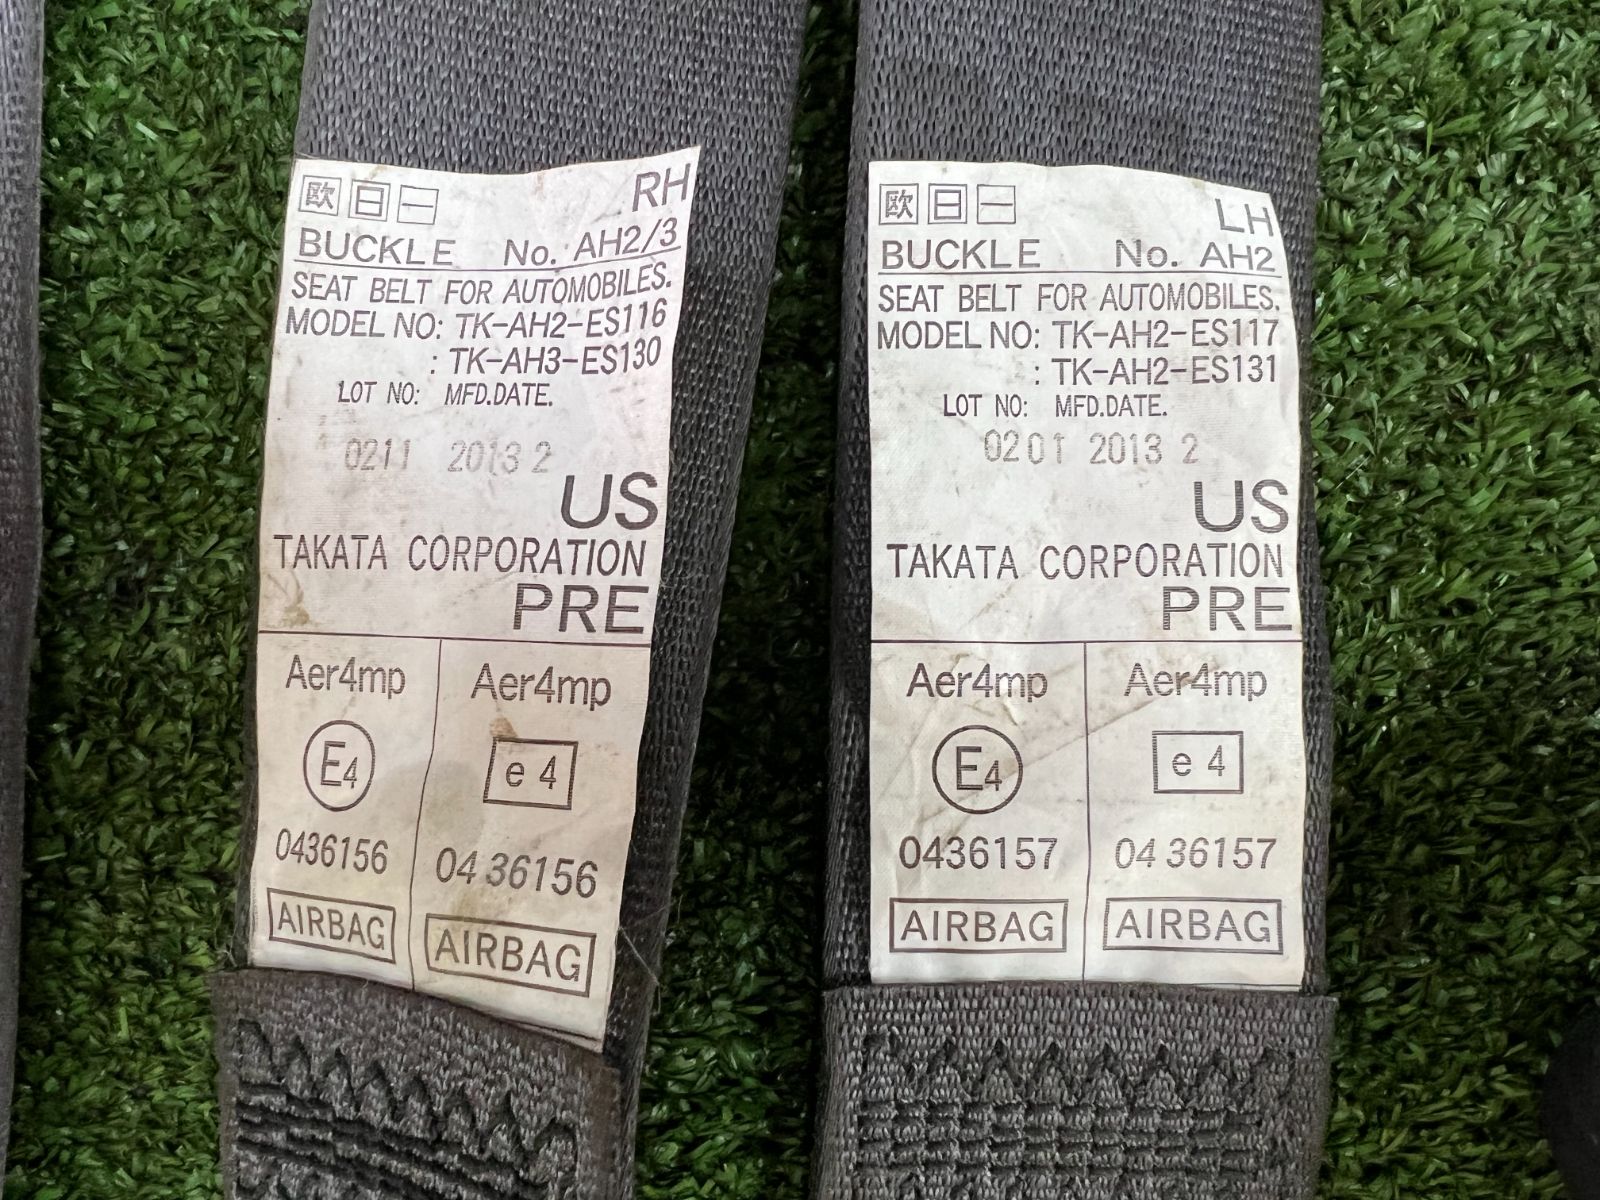 欧 日 一
RH
BUCKLE No. AH2/3
SEAT BELT FOR AUTOMOBILES.
MODEL NO: TK-AH2-ES116
: TK-AH3-ES130
LOT NO: MFD.DATE.
0211 2013 2
US
TAKATA CORPORATION
PRE
Aer4mp Aer4mp
E4 e 4
0436156 04 36156
AIRBAG AIRBAG
欧 日 一
LH
BUCKLE No. AH2
SEAT BELT FOR AUTOMOBILES.
MODEL NO: TK-AH2-ES117
: TK-AH2-ES131
LOT NO: MFD.DATE.
0201 2013 2
US
TAKATA CORPORATION
PRE
Aer4mp Aer4mp
E4 e 4
0436157 04 36157
AIRBAG AIRBAG